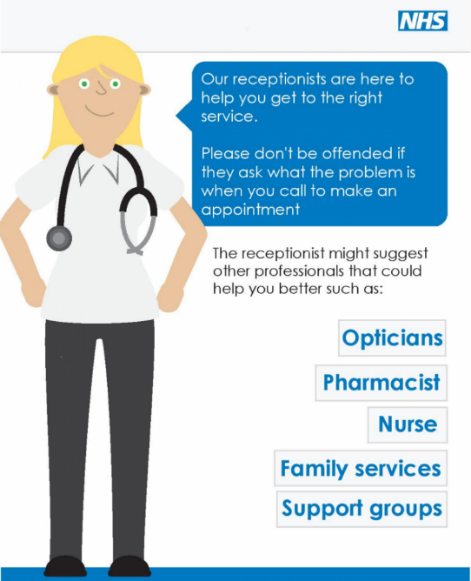 NHS
Our receptionists are here to
help you get to the right
service.
Please don't be offended if
they ask what the problem is
when you call to make an
appointment
The receptionist might suggest
other professionals that could
help you better such as:
Opticians
Pharmacist
Nurse
Family services
Support groups